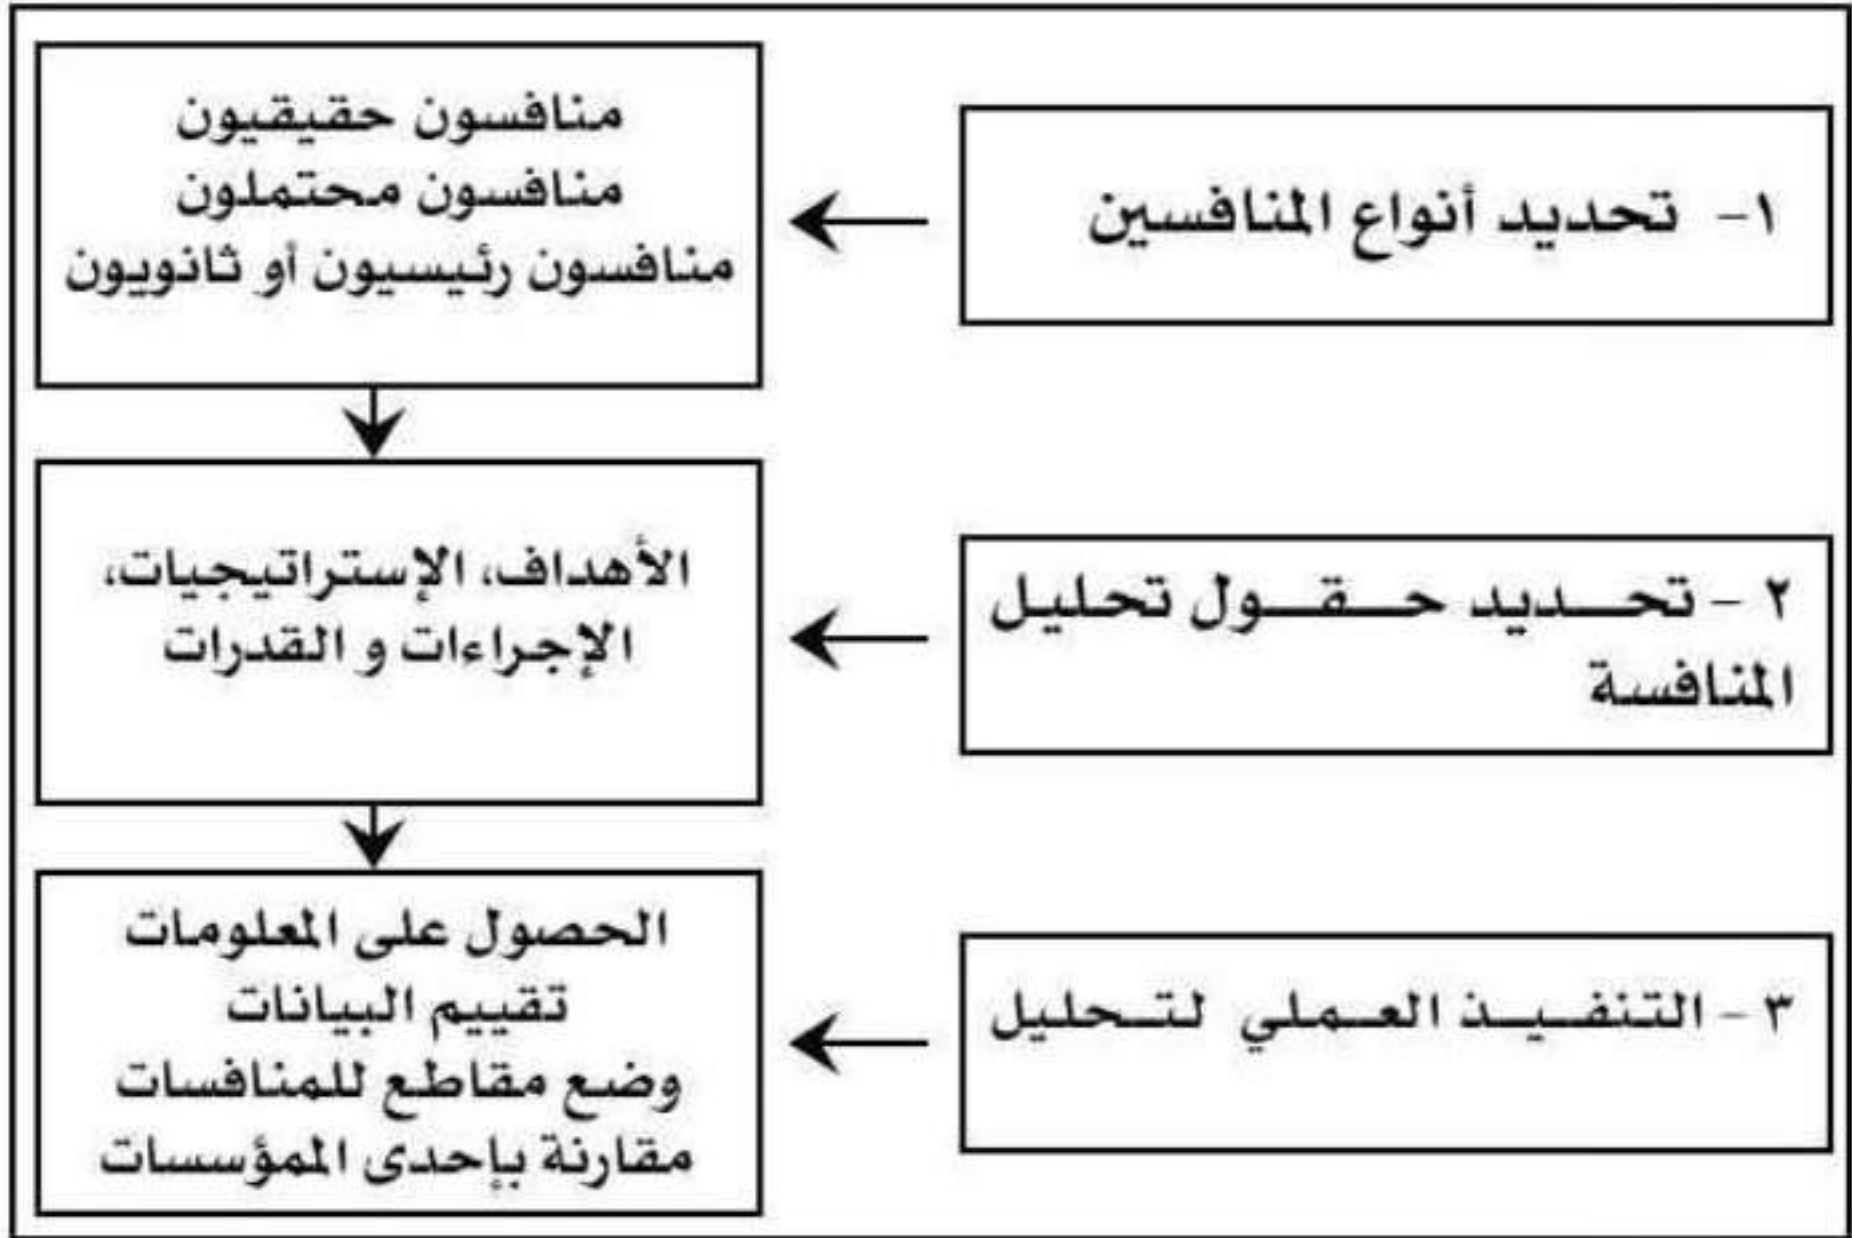 ١- تحديد أنواع المنافسين
منافسون حقيقيون
منافسون محتملون
منافسون رئيسيون أو ثانويون
٢ - تحديد حقول تحليل
المنافسة
الأهداف، الإستراتيجيات،
الإجراءات و القدرات
٣ - التنفيذ العملي لتحليل
الحصول على المعلومات
تقييم البيانات
وضع مقاطع للمنافسات
مقارنة بإحدى الممؤسسات